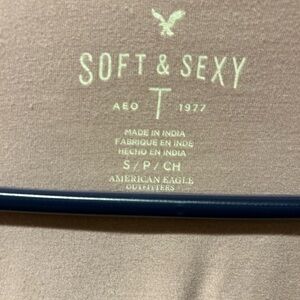 SOFT & SEXY
AEO T 1977
MADE IN INDIA
FABRIQUE EN INDE
HECHO EN INDIA
S/P/CH
AMERICAN EAGLE
OUTFITTERS